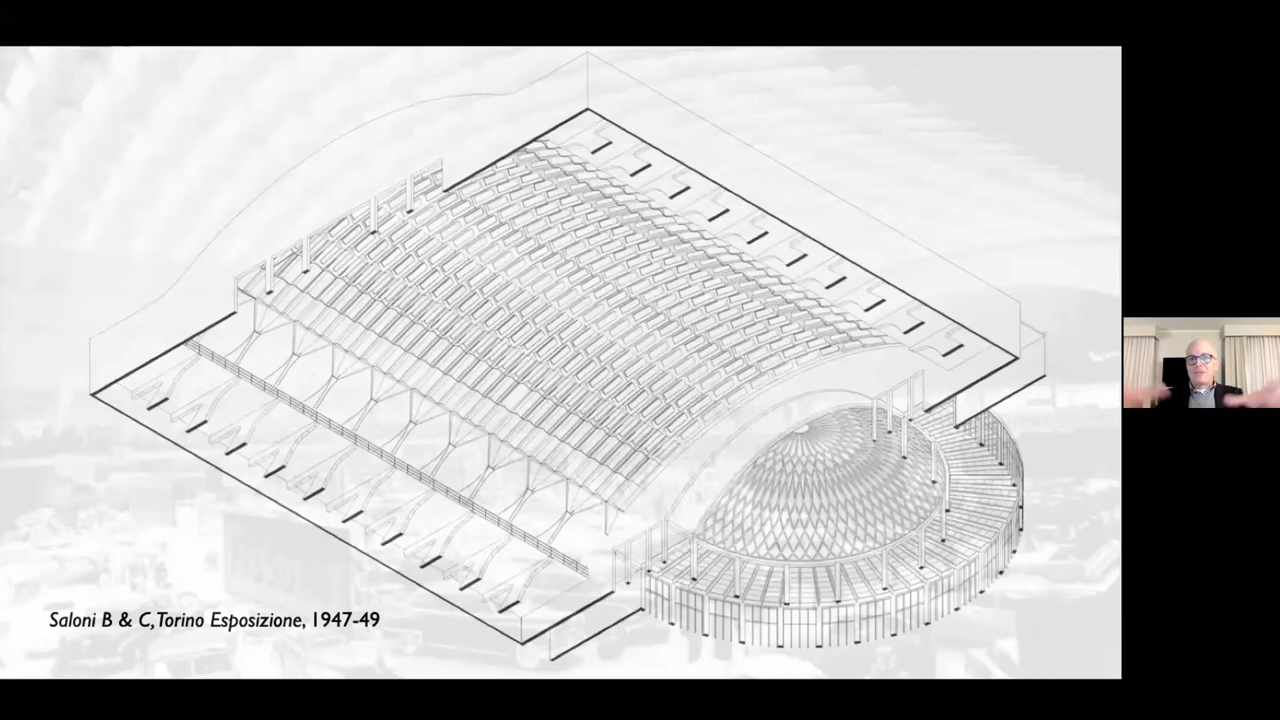 Saloni B & C, Torino Esposizione, 1947-49